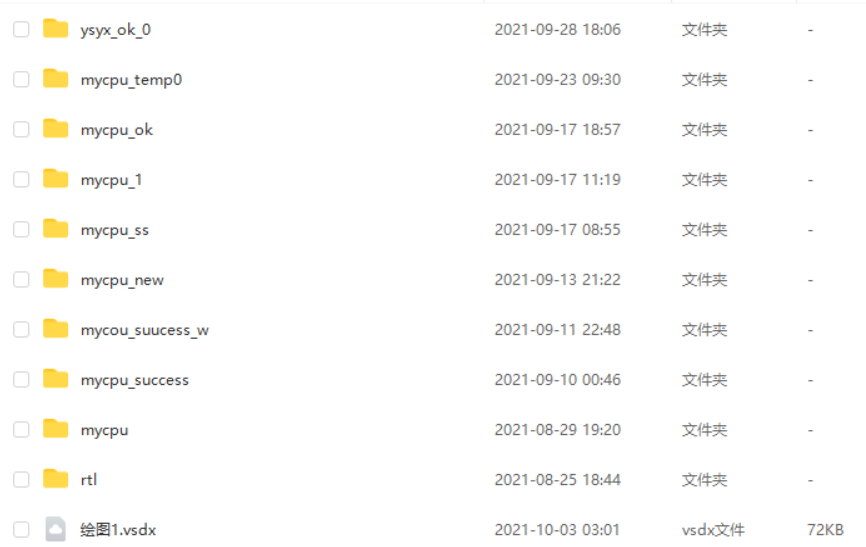 ysyx_ok_0 2021-09-28 18:06 文件夹 -
mycpu_temp0 2021-09-23 09:30 文件夹 -
mycpu_ok 2021-09-17 18:57 文件夹 -
mycpu_1 2021-09-17 11:19 文件夹 -
mycpu_ss 2021-09-17 08:55 文件夹 -
mycpu_new 2021-09-13 21:22 文件夹 -
mycou_suucess_w 2021-09-11 22:48 文件夹 -
mycpu_success 2021-09-10 00:46 文件夹 -
mycpu 2021-08-29 19:20 文件夹 -
rtl 2021-08-25 18:44 文件夹 -
绘图1.vsdx 2021-10-03 03:01 vsdx文件 72KB